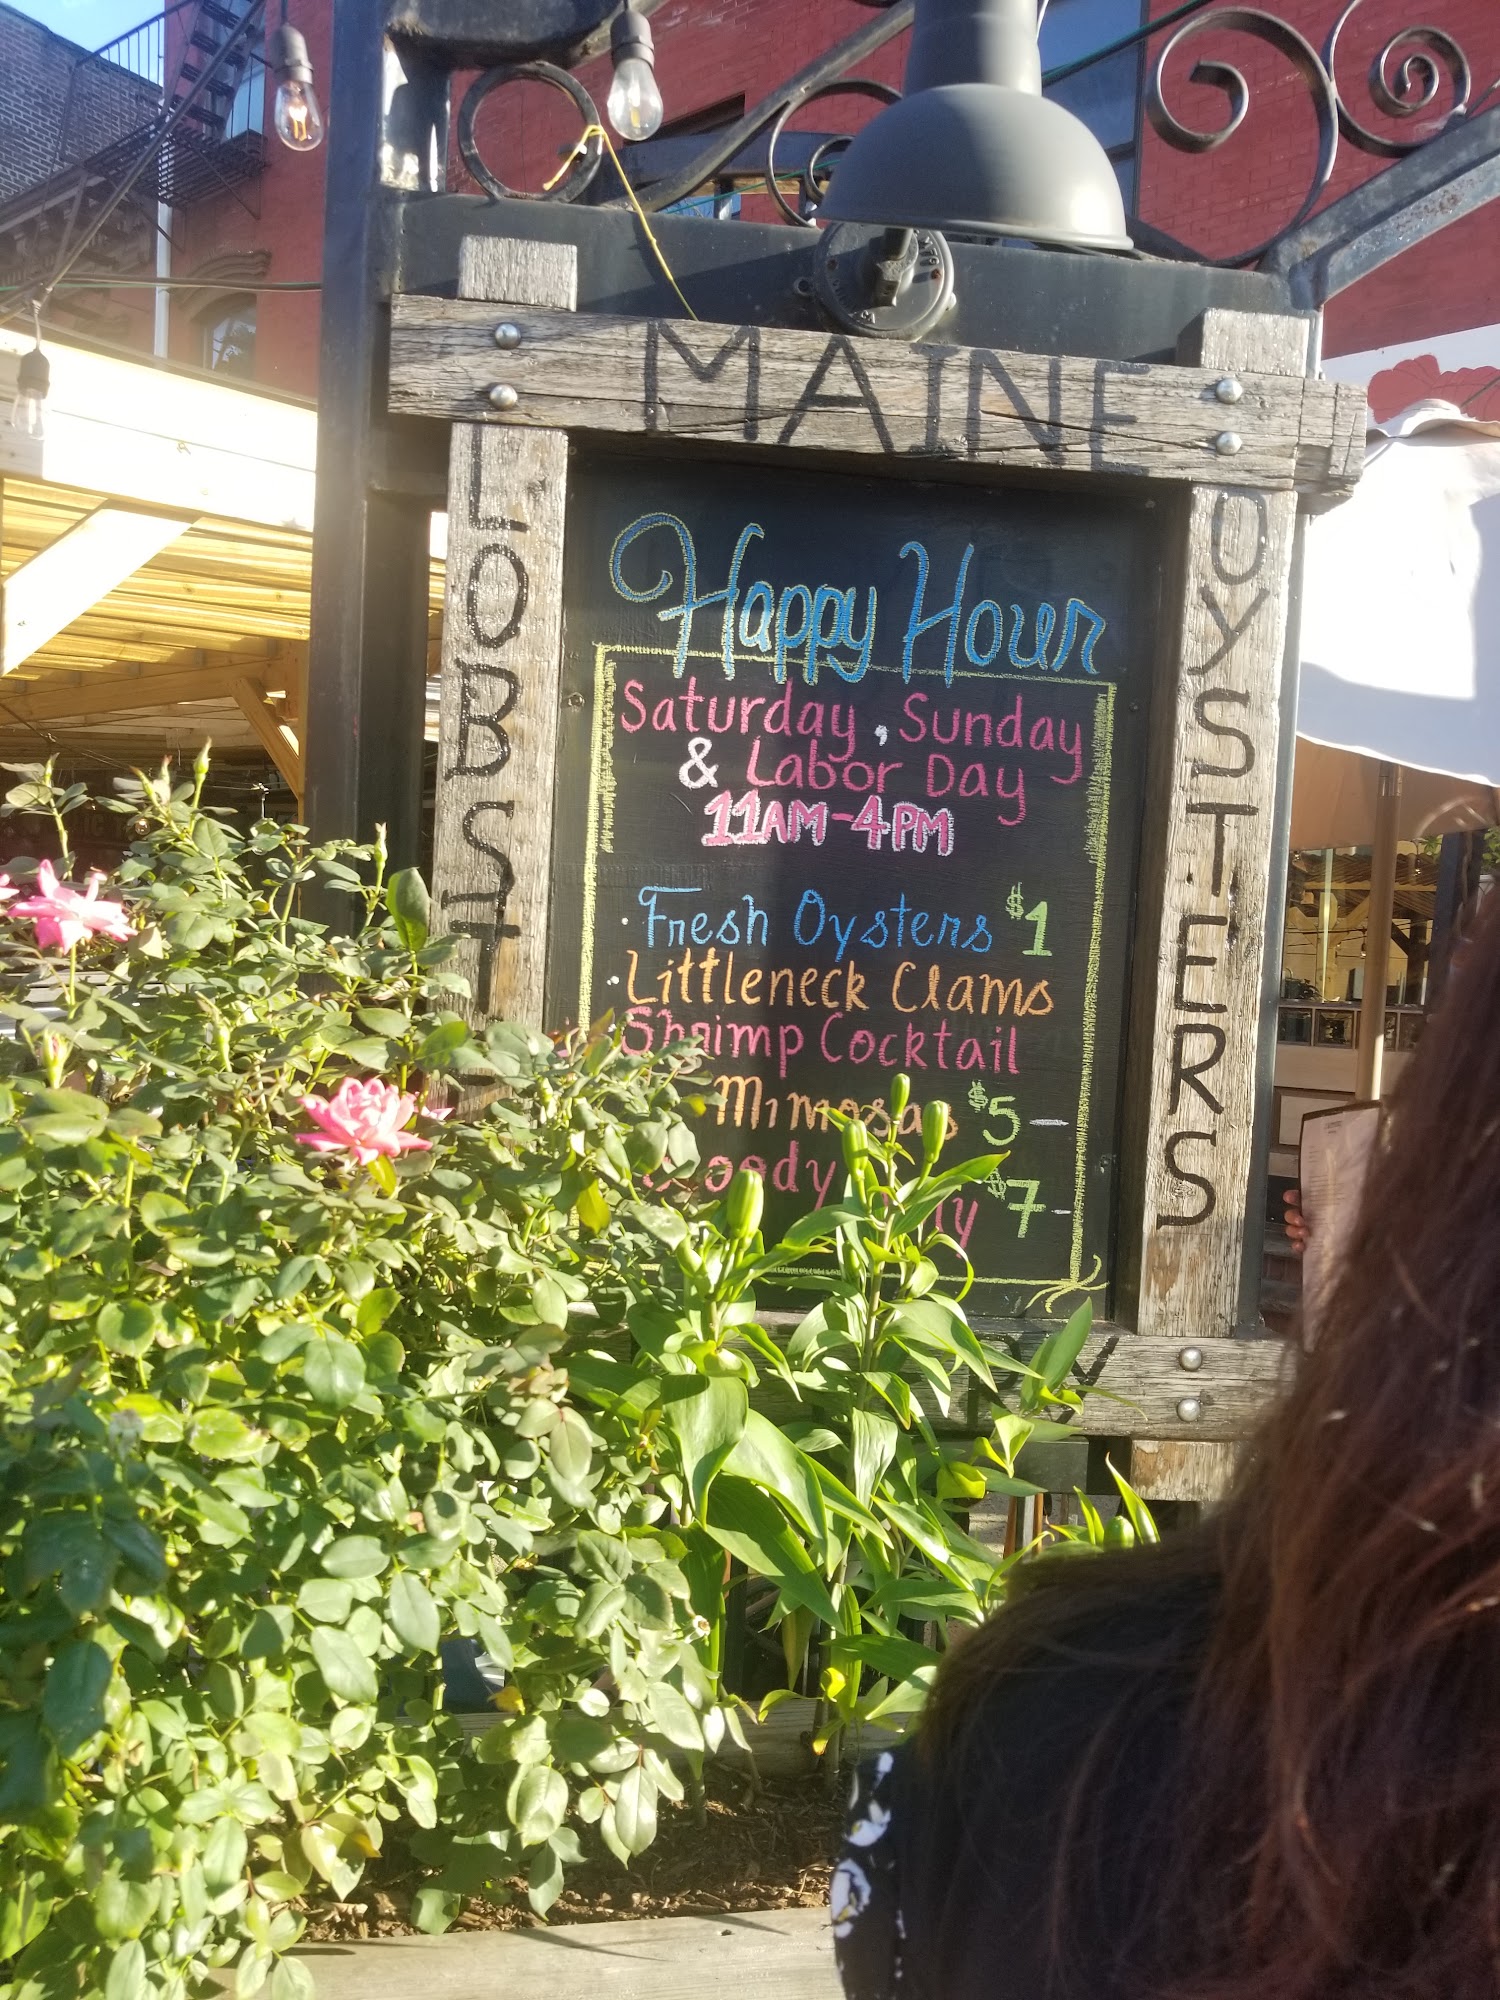 MAINE
LOBST
OYSTERS
Happy Hour
Saturday, Sunday
& Labor Day
11AM-4PM
· Fresh Oysters $1
· Littleneck Clams
Shrimp Cocktail
Mimosas $5-
$7-